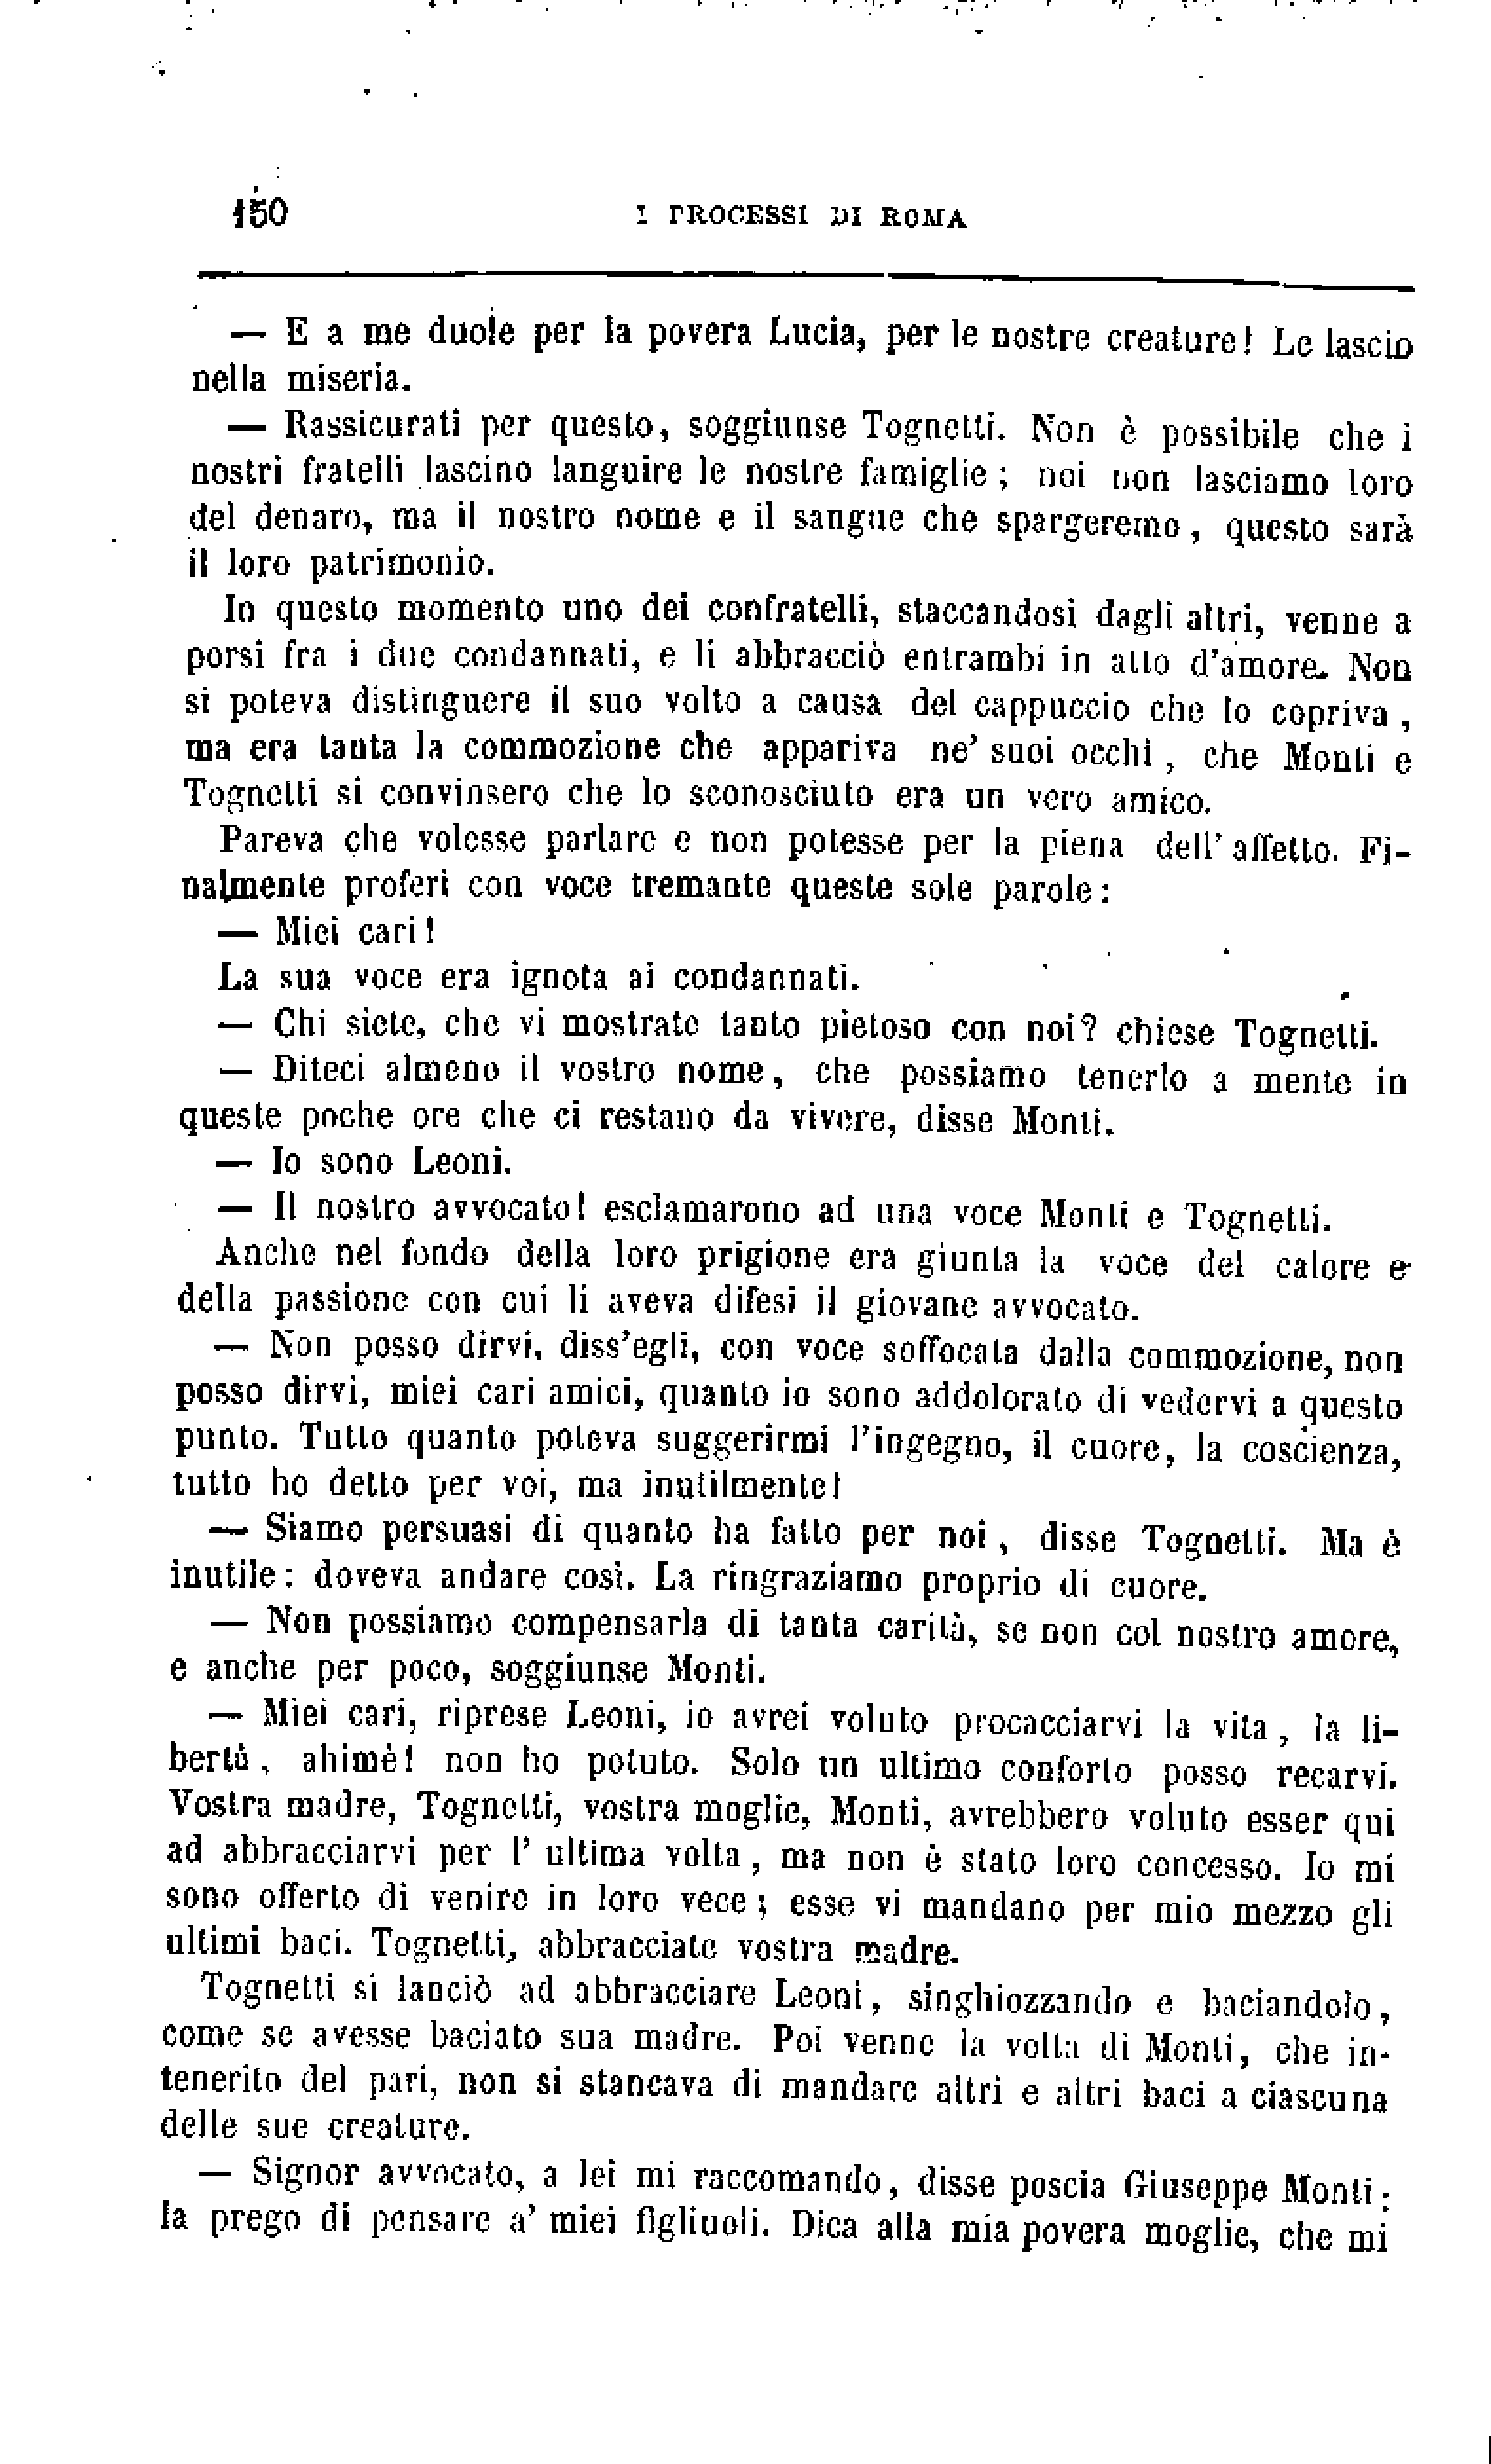 150
I PROCESSI DI ROMA
— E a me duole per la povera Lucia, per le nostre creature! Le lascio
nella miseria.
— Rassicurati per questo, soggiunse Tognetti. Non è possibile che i
nostri fratelli lascino languire le nostre famiglie; noi non lasciamo loro
del denaro, ma il nostro nome e il sangue che spargeremo, questo sarà
il loro patrimonio.
In questo momento uno dei confratelli, staccandosi dagli altri, venne a
porsi fra i due condannati, e li abbracciò entrambi in atto d'amore. Non
si poteva distinguere il suo volto a causa del cappuccio che lo copriva,
ma era tanta la commozione che appariva ne' suoi occhi, che Monti e
Tognetti si convinsero che lo sconosciuto era un vero amico.
Pareva che volesse parlare e non potesse per la piena dell' affetto. Fi-
nalmente proferì con voce tremante queste sole parole:
— Miei cari!
La sua voce era ignota ai condannati.
— Chi siete, che vi mostrate tanto pietoso con noi? chiese Tognetti.
— Diteci almeno il vostro nome, che possiamo tenerlo a mente in
queste poche ore che ci restano da vivere, disse Monti.
— Io sono Leoni.
— Il nostro avvocato! esclamarono ad una voce Monti e Tognetti.
Anche nel fondo della loro prigione era giunta la voce del calore e
della passione con cui li aveva difesi il giovane avvocato.
— Non posso dirvi, diss'egli, con voce soffocata dalla commozione, non
posso dirvi, miei cari amici, quanto io sono addolorato di vedervi a questo
punto. Tutto quanto poteva suggerirmi l'ingegno, il cuore, la coscienza,
tutto ho detto per voi, ma inutilmente!
— Siamo persuasi di quanto ha fatto per noi, disse Tognetti. Ma è
inutile: doveva andare così. La ringraziamo proprio di cuore.
— Non possiamo compensarla di tanta carità, se non col nostro amore,
e anche per poco, soggiunse Monti.
— Miei cari, riprese Leoni, io avrei voluto procacciarvi la vita, la li-
bertà, ahimè! non ho potuto. Solo un ultimo conforto posso recarvi.
Vostra madre, Tognetti, vostra moglie, Monti, avrebbero voluto esser qui
ad abbracciarvi per l' ultima volta, ma non è stato loro concesso. Io mi
sono offerto di venire in loro vece; esse vi mandano per mio mezzo gli
ultimi baci. Tognetti, abbracciate vostra madre.
Tognetti si lanciò ad abbracciare Leoni, singhiozzando e baciandolo,
come se avesse baciato sua madre. Poi venne la volta di Monti, che in-
tenerito del pari, non si stancava di mandare altri e altri baci a ciascuna
delle sue creature.
— Signor avvocato, a lei mi raccomando, disse poscia Giuseppe Monti:
la prego di pensare a' miei figliuoli. Dica alla mia povera moglie, che mi